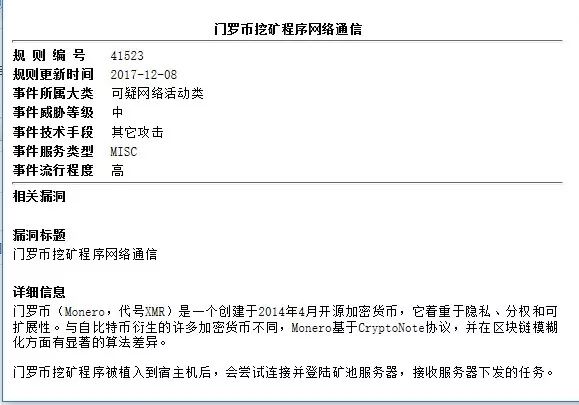 门罗币挖矿程序网络通信
规则编号 41523
规则更新时间 2017-12-08
事件所属大类 可疑网络活动类
事件威胁等级 中
事件技术手段 其它攻击
事件服务类型 MISC
事件流行程度 高
相关漏洞
漏洞标题
门罗币挖矿程序网络通信
详细信息
门罗币（Monero，代号XMR）是一个创建于2014年4月开源加密货币，它着重于隐私、分权和可
扩展性。与自比特币衍生的许多加密货币不同，Monero基于CryptoNote协议，并在区块链模糊
化方面有显著的算法差异。
门罗币挖矿程序被植入到宿主机后，会尝试连接并登陆矿池服务器，接收服务器下发的任务。